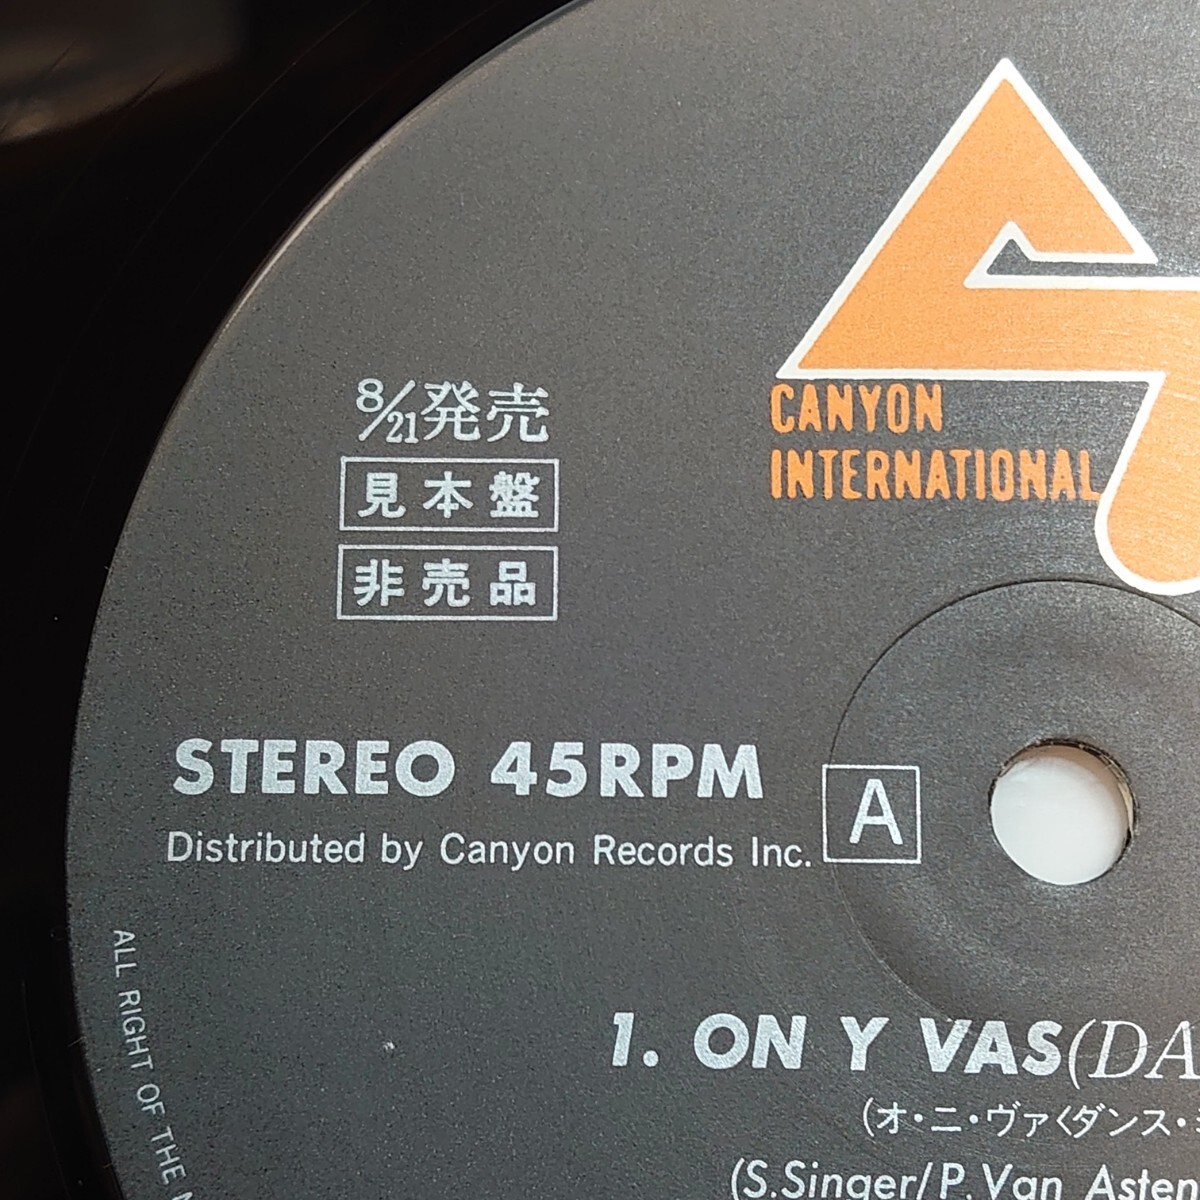 CANYON
INTERNATIONAL
8/21発売
見本盤
非売品
STEREO 45RPM
A
Distributed by Canyon Records Inc.
1. ON Y VAS (DA
(オ・ニ・ヴァ〈ダンス・
(S.Singer/P.Van Asten
ALL RIGHT OF THE